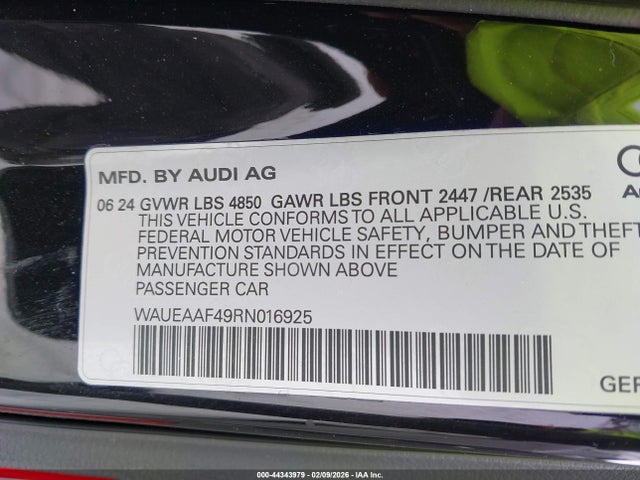 MFD. BY AUDI AG
06 24 GVWR LBS 4850 GAWR LBS FRONT 2447 /REAR 2535
THIS VEHICLE CONFORMS TO ALL APPLICABLE U.S.
FEDERAL MOTOR VEHICLE SAFETY, BUMPER AND THEFT
PREVENTION STANDARDS IN EFFECT ON THE DATE OF
MANUFACTURE SHOWN ABOVE
PASSENGER CAR
WAUEAAF49RN016925
000-44343979 - 02/09/2026 - IAA Inc.